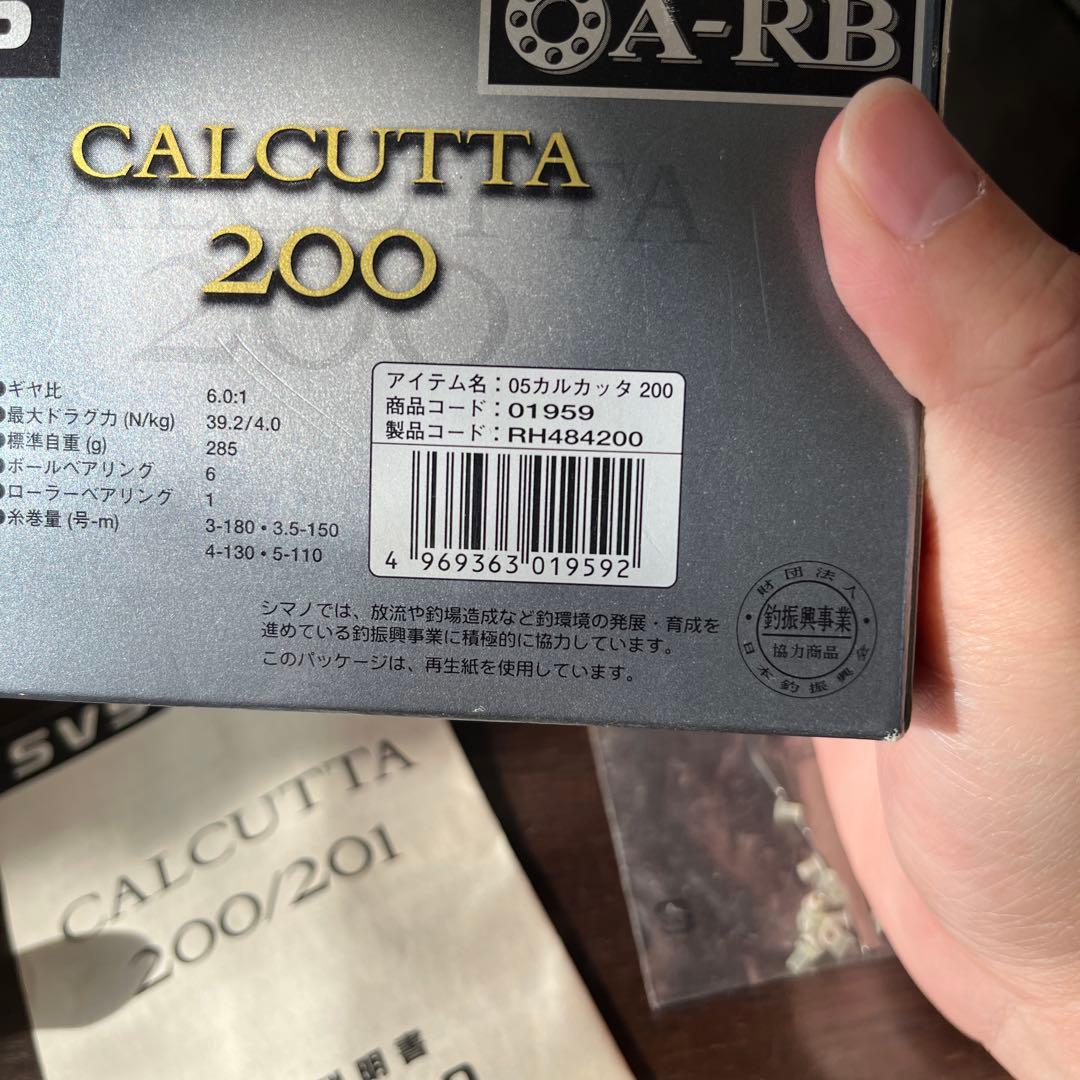 A-RB
CALCUTTA
200
ギヤ比 6.0:1
最大ドラグ力 (N/kg) 39.2/4.0
標準自重 (g) 285
ボールベアリング 6
ローラーベアリング 1
糸巻量 (号-m) 3-180・3.5-150
4-130・5-110
アイテム名：05カルカッタ 200
商品コード：01959
製品コード：RH484200
4 969363 019592
シマノでは、放流や釣場造成など釣環境の発展・育成を
進めている釣振興事業に積極的に協力しています。
このパッケージは、再生紙を使用しています。
財団法人
釣振興事業
協力商品
日本釣振興会
SVS
CALCUTTA
200/201
明書